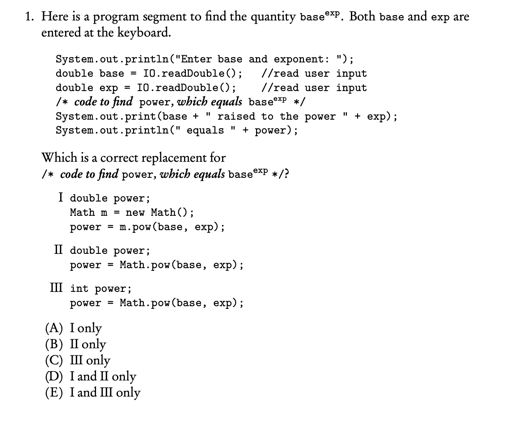 1. Here is a program segment to find the quantity base^exp. Both base and exp are
entered at the keyboard.
System.out.println("Enter base and exponent: ");
double base = IO.readDouble(); //read user input
double exp = IO.readDouble(); //read user input
/* code to find power, which equals base^exp */
System.out.print(base + " raised to the power " + exp);
System.out.println(" equals " + power);
Which is a correct replacement for
/* code to find power, which equals base^exp */?
I double power;
Math m = new Math();
power = m.pow(base, exp);
II double power;
power = Math.pow(base, exp);
III int power;
power = Math.pow(base, exp);
(A) I only
(B) II only
(C) III only
(D) I and II only
(E) I and III only